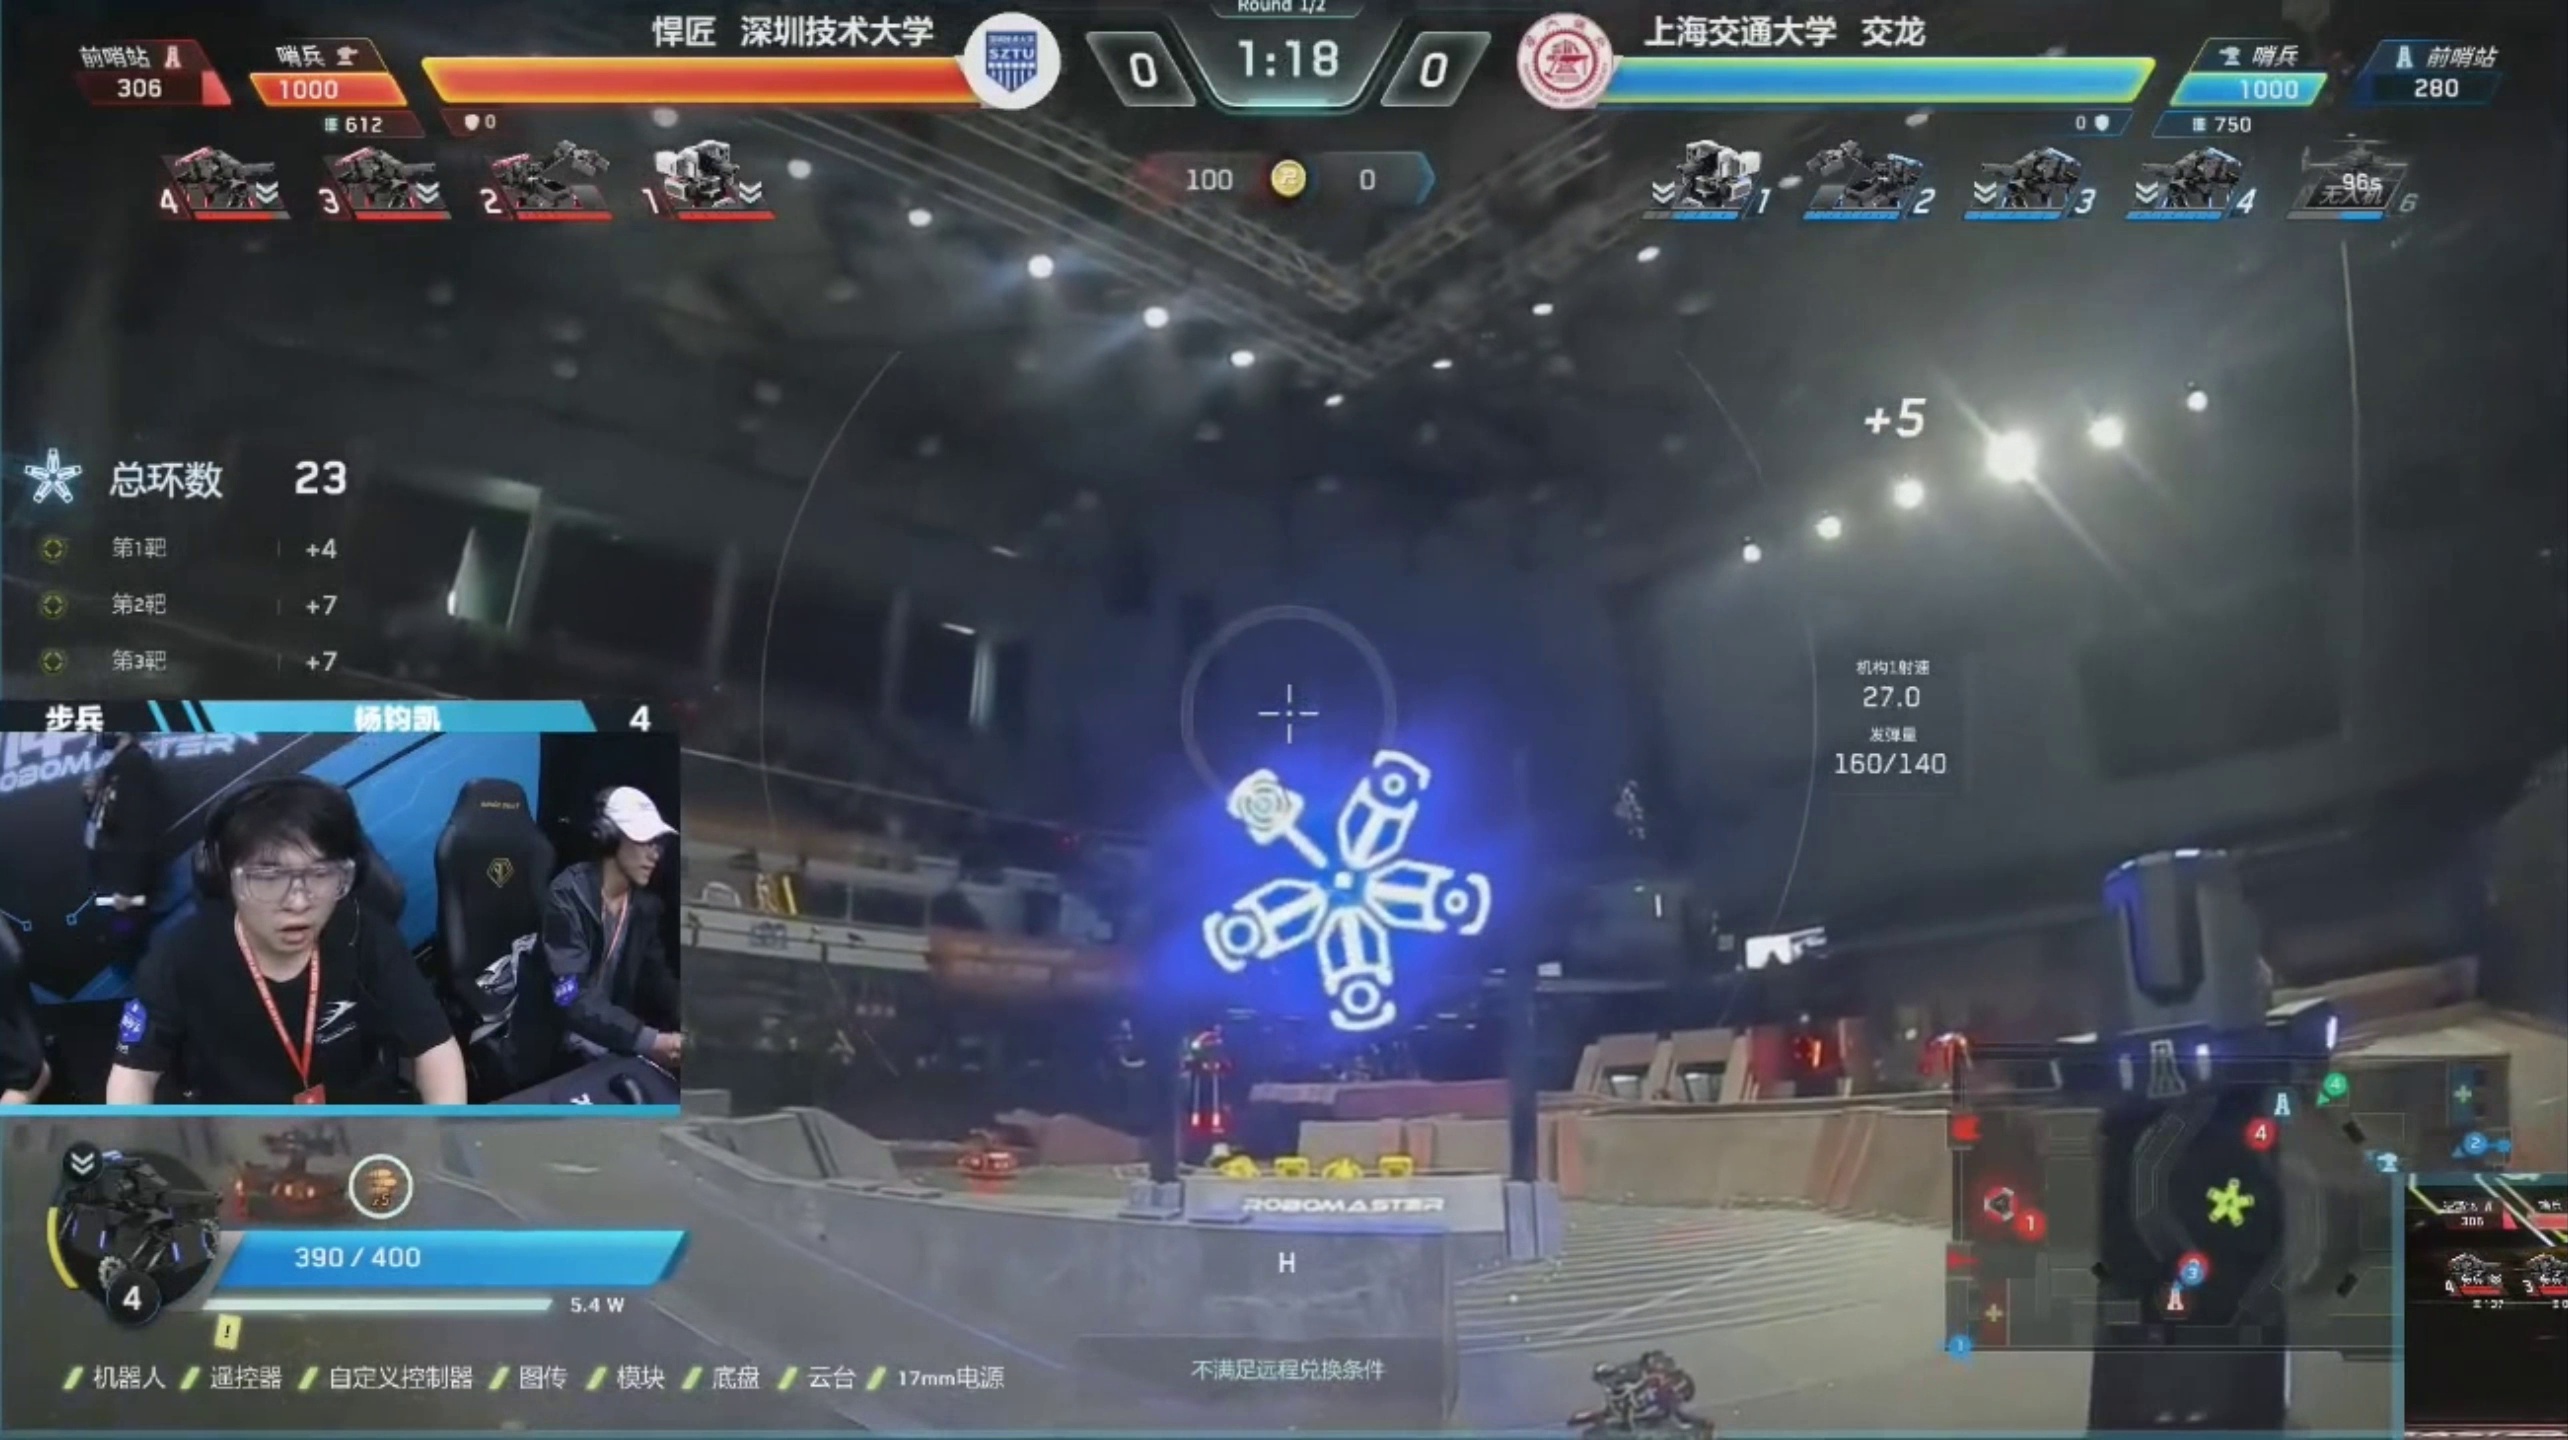 Round 1/2
悍匠 深圳技术大学
SZTU
0
1:18
0
上海交通大学 交龙
前哨站
306
哨兵
1000
612
0
哨兵
1000
前哨站
280
0
750
4
3
2
1
100
0
1
2
3
4
96s
无人机
6
+5
总环数 23
第1靶 +4
第2靶 +7
第3靶 +7
机构1射速
27.0
发弹量
160/140
步兵 杨钧凯 4
ROBOMASTER
390 / 400
4
5.4 W
机器人 遥控器 自定义控制器 图传 模块 底盘 云台 17mm电源
H
不满足远程兑换条件
4
4
2
1
3
1
306